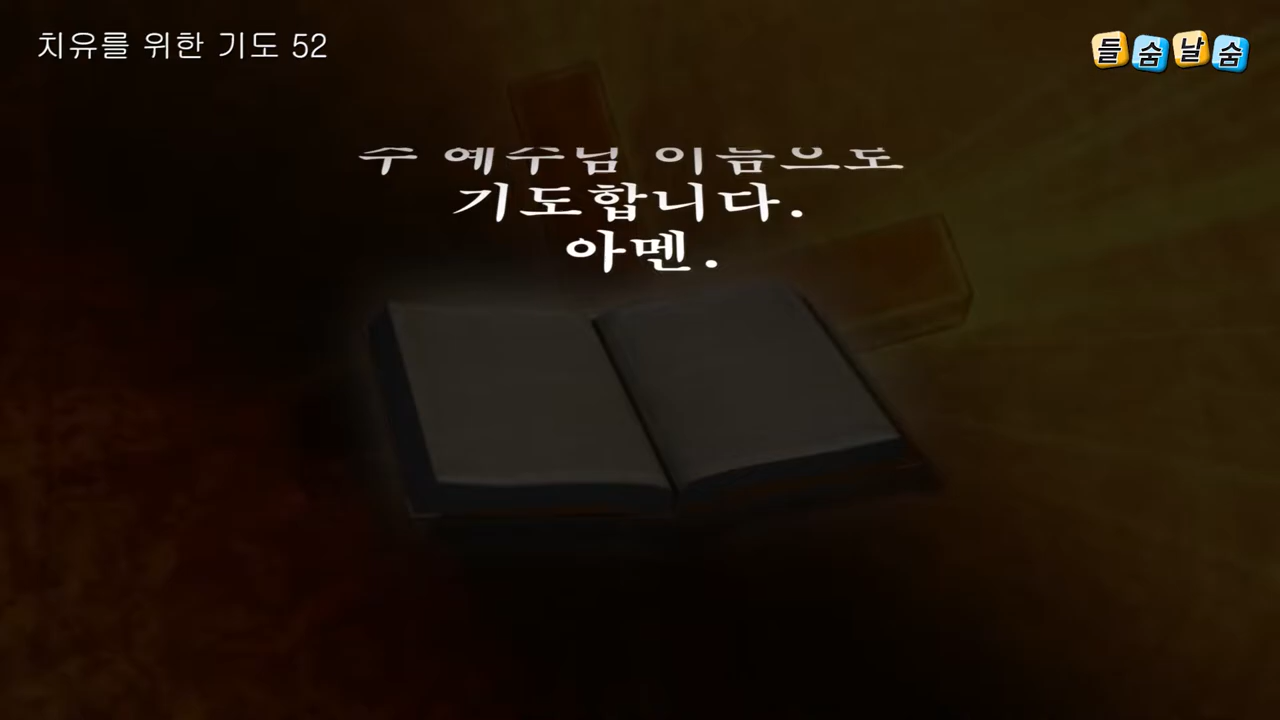 치유를 위한 기도 52
들숨날숨
주 예수님 이름으로
기도합니다.
아멘.